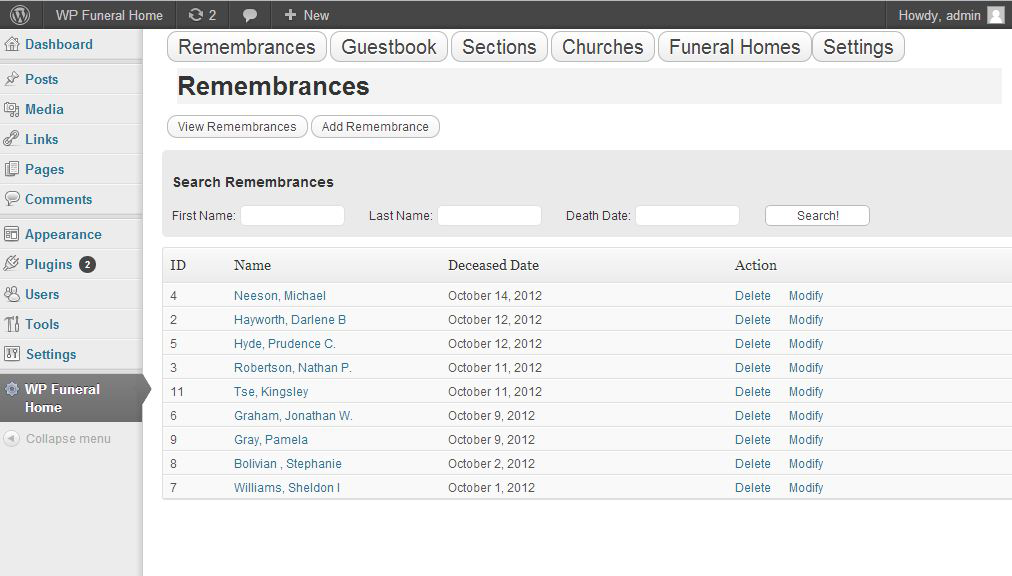 WP Funeral Home 2 New Howdy, admin
Dashboard
Posts
Media
Links
Pages
Comments
Appearance
Plugins 2
Users
Tools
Settings
WP Funeral
Home
Collapse menu
Remembrances Guestbook Sections Churches Funeral Homes Settings
Remembrances
View Remembrances Add Remembrance
Search Remembrances
First Name: Last Name: Death Date: Search!
ID Name Deceased Date Action
4 Neeson, Michael October 14, 2012 Delete Modify
2 Hayworth, Darlene B October 12, 2012 Delete Modify
5 Hyde, Prudence C. October 12, 2012 Delete Modify
3 Robertson, Nathan P. October 11, 2012 Delete Modify
11 Tse, Kingsley October 11, 2012 Delete Modify
6 Graham, Jonathan W. October 9, 2012 Delete Modify
9 Gray, Pamela October 9, 2012 Delete Modify
8 Bolivian , Stephanie October 2, 2012 Delete Modify
7 Williams, Sheldon I October 1, 2012 Delete Modify